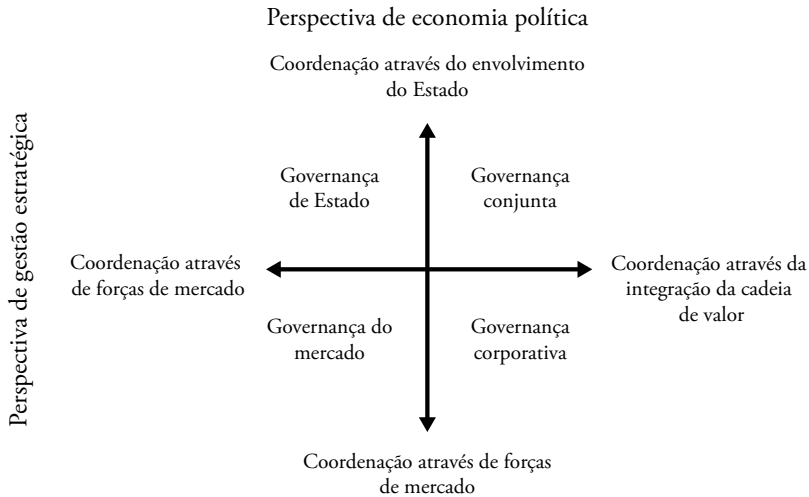 Perspectiva de economia política
Coordenação através do envolvimento
do Estado
Perspectiva de gestão estratégica
Governança
de Estado
Governança
conjunta
Coordenação através
de forças de mercado
Coordenação através da
integração da cadeia
de valor
Governança do
mercado
Governança
corporativa
Coordenação através de forças
de mercado